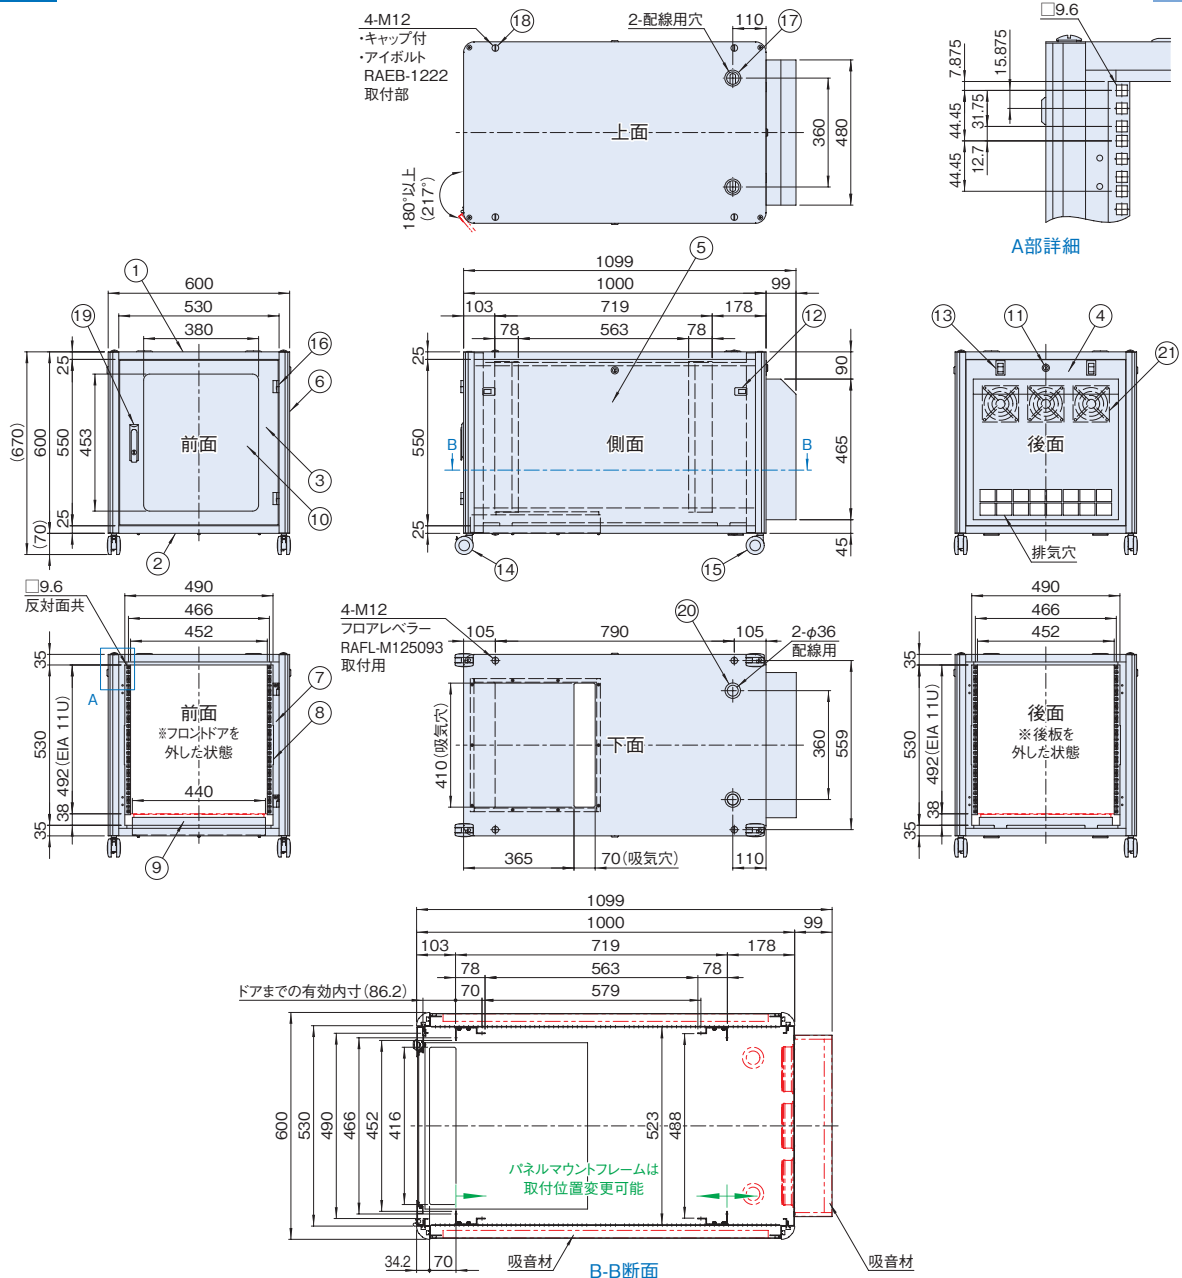 4-M12
・キャップ付
・アイボルト
RAEB-1222
取付部
18
2-配線用穴
110
17
上面
360
480
180°以上
(217°)
□9.6
7.875
15.875
44.45
31.75
44.45
12.7
A部詳細
1
600
530
380
19
16
6
25
(670)
600
550
453
前面
3
10
25
(70)
2
5
1099
1000
99
103
719
178
12
78
563
78
25
90
550
B
側面
B
465
25
45
14
15
13
11
4
21
後面
排気穴
□9.6
反対面共
490
466
452
35
A
7
8
前面
※フロントドアを
外した状態
530
492(EIA 11U)
440
38
35
9
4-M12
フロアレベラー
RAFL-M125093
取付用
105
790
105
20
2-φ36
配線用
410(吸気穴)
下面
360
559
365
70(吸気穴)
110
490
466
452
35
後面
※後板を
外した状態
530
492(EIA 11U)
38
35
1099
1000
99
103
719
178
78
563
78
ドアまでの有効内寸(86.2)
70
579
600
530
490
466
452
416
523
488
パネルマウントフレームは
取付位置変更可能
34.2
70
吸音材
吸音材
B-B断面